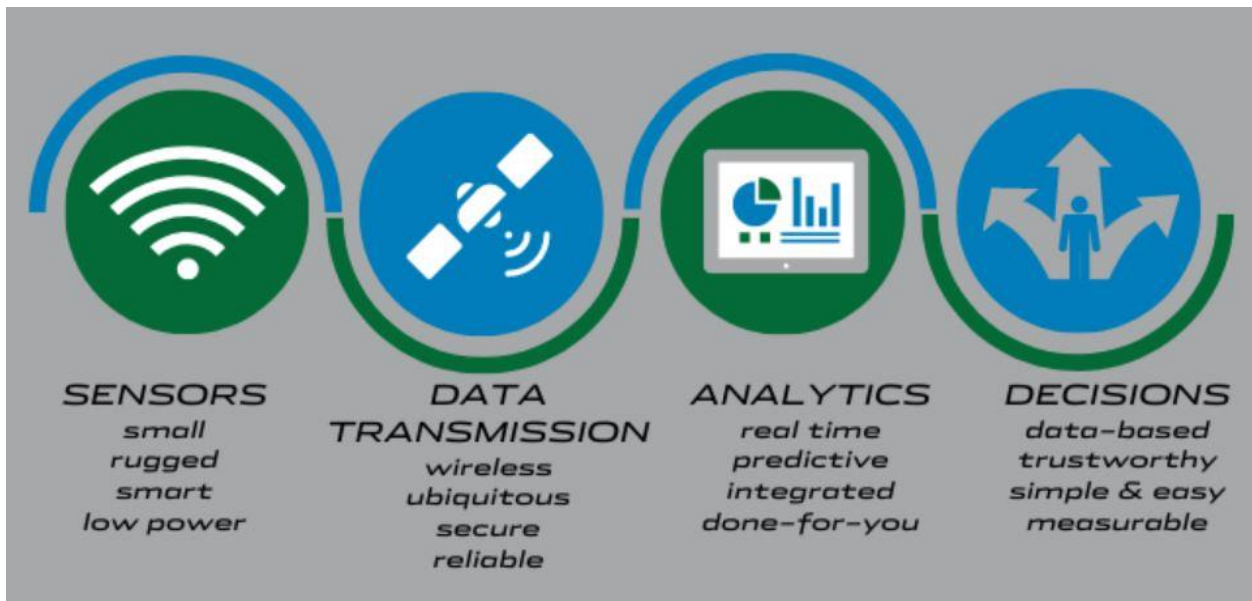 SENSORS
small
rugged
smart
low power
DATA
TRANSMISSION
wireless
ubiquitous
secure
reliable
ANALYTICS
real time
predictive
integrated
done-for-you
DECISIONS
data-based
trustworthy
simple & easy
measurable